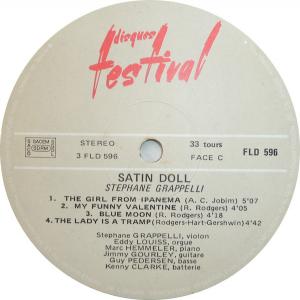 disques
festival
SACEM
SDRM
STEREO
3 FLD 596
33 tours
FACE C
FLD 596
SATIN DOLL
STEPHANE GRAPPELLI
1. THE GIRL FROM IPANEMA (A. C. Jobim) 5'07
2. MY FUNNY VALENTINE (R. Rodgers) 4'05
3. BLUE MOON (R. Rodgers) 4'18
4. THE LADY IS A TRAMP (Rodgers-Hart-Gershwin) 4'42
Stephane GRAPPELLI, violon
Eddy LOUISS, orgue
Marc HEMMELER, piano
Jimmy GOURLEY, guitare
Guy PEDERSEN, basse
Kenny CLARKE, batterie